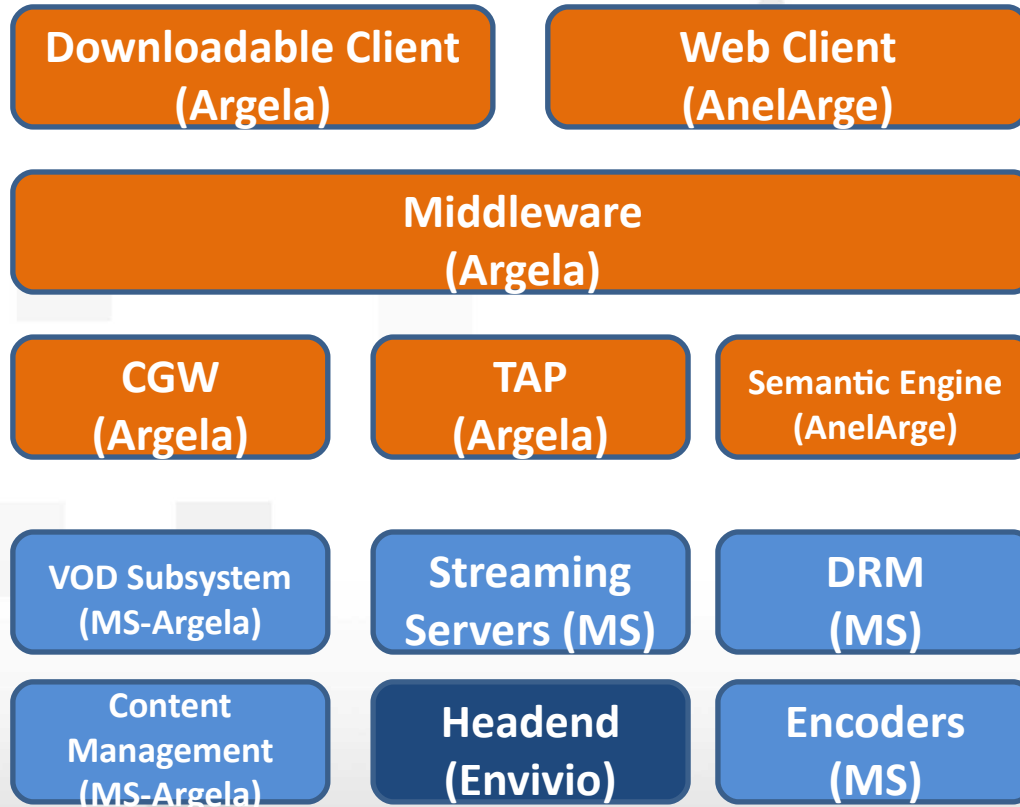 Downloadable Client
(Argela)
Web Client
(AnelArge)
Middleware
(Argela)
CGW
(Argela)
TAP
(Argela)
Semantic Engine
(AnelArge)
VOD Subsystem
(MS-Argela)
Streaming
Servers (MS)
DRM
(MS)
Content
Management
(MS-Argela)
Headend
(Envivio)
Encoders
(MS)